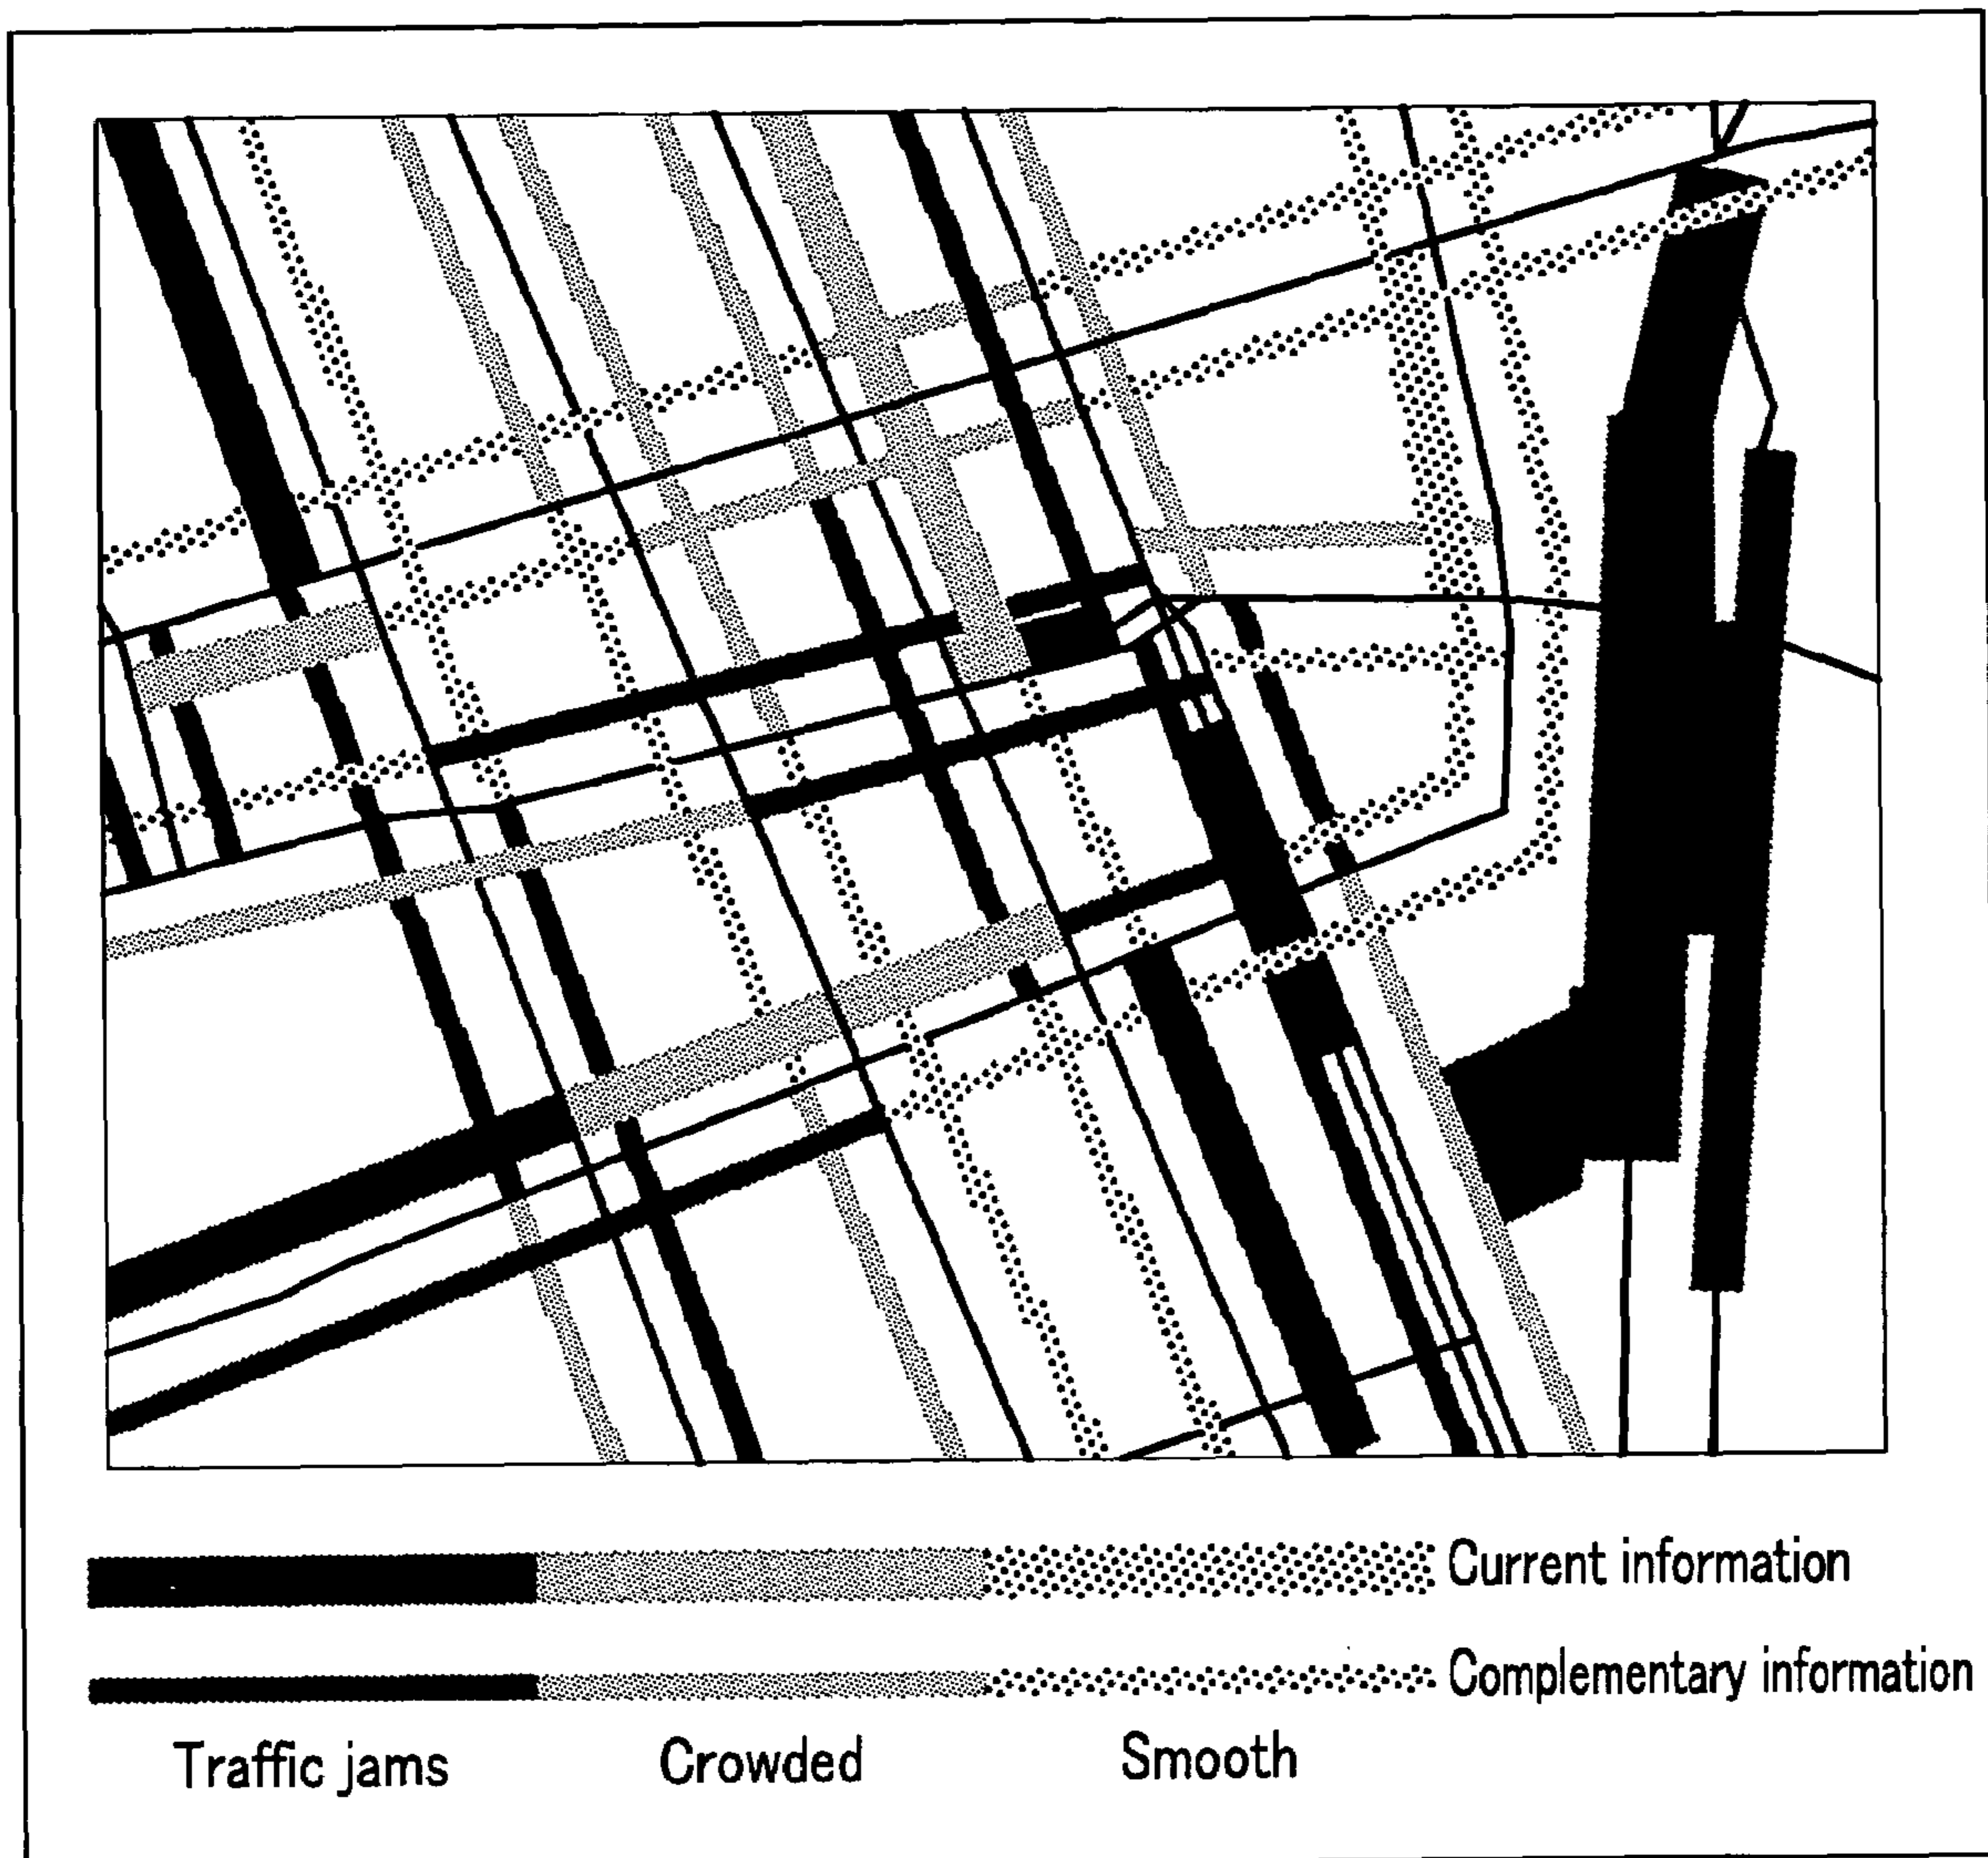 Current information
Complementary information
Traffic jams Crowded Smooth